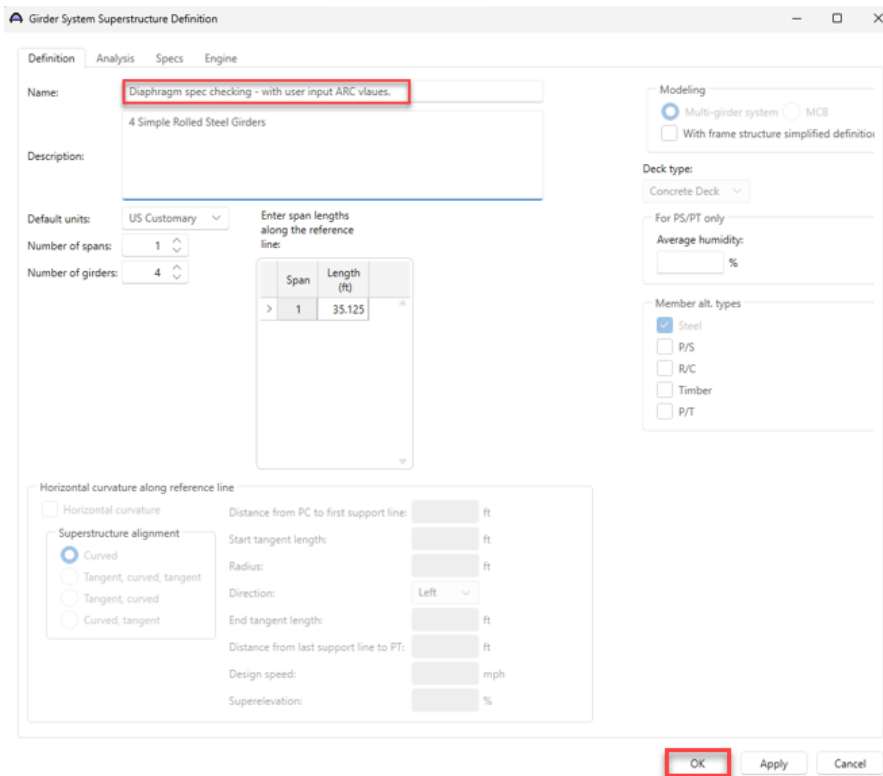 Girder System Superstructure Definition
Definition Analysis Specs Engine
Name: Diaphragm spec checking - with user input ARC vlaues.
Description: 4 Simple Rolled Steel Girders
Default units: US Customary
Number of spans: 1
Number of girders: 4
Enter span lengths
along the reference
line:
Span Length
(ft)
> 1 35.125
Modeling
Multi-girder system MCB
With frame structure simplified definition
Deck type:
Concrete Deck
For PS/PT only
Average humidity:
%
Member alt. types
Steel
P/S
R/C
Timber
P/T
Horizontal curvature along reference line
Horizontal curvature
Superstructure alignment
Curved
Tangent, curved, tangent
Tangent, curved
Curved, tangent
Distance from PC to first support line: ft
Start tangent length: ft
Radius: ft
Direction: Left
End tangent length: ft
Distance from last support line to PT: ft
Design speed: mph
Superelevation: %
OK Apply Cancel